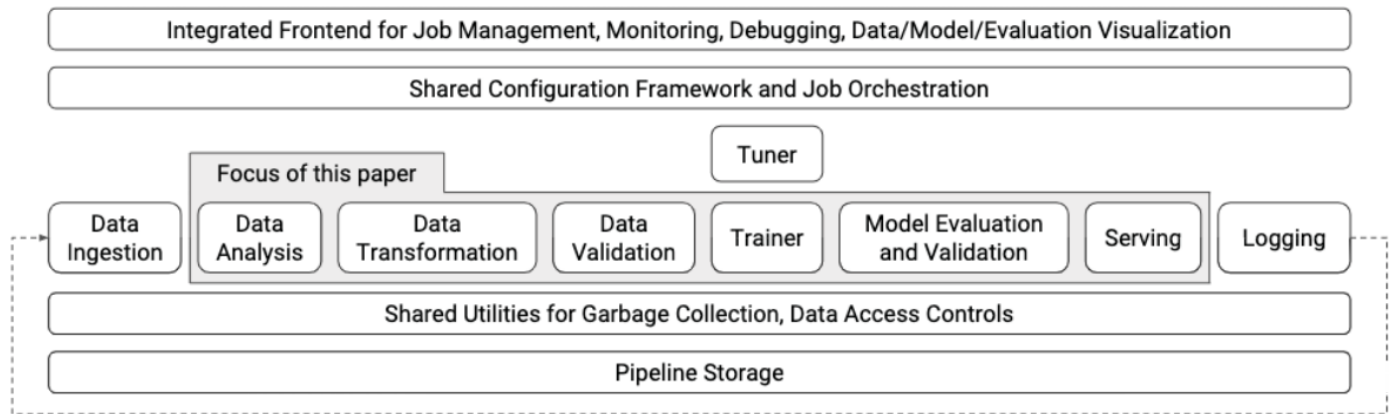 Integrated Frontend for Job Management, Monitoring, Debugging, Data/Model/Evaluation Visualization
Shared Configuration Framework and Job Orchestration
Tuner
Focus of this paper
Data
Ingestion
Data
Analysis
Data
Transformation
Data
Validation
Trainer
Model Evaluation
and Validation
Serving
Logging
Shared Utilities for Garbage Collection, Data Access Controls
Pipeline Storage